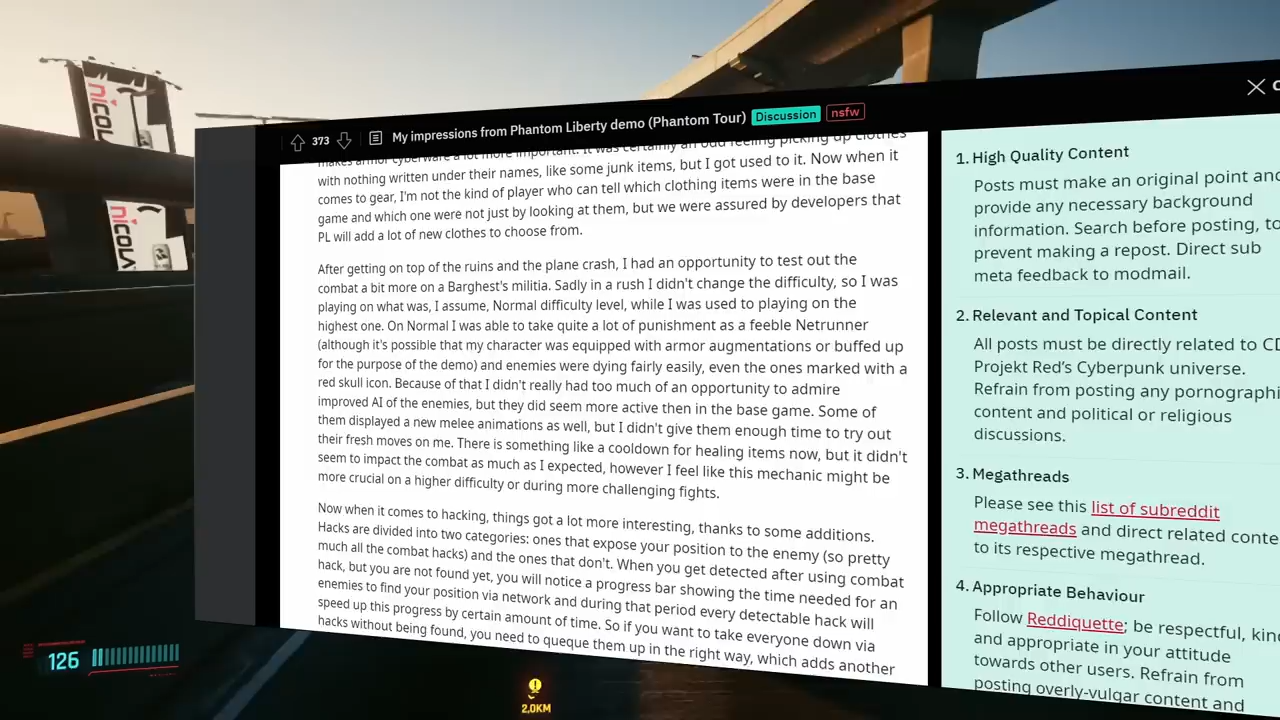 nicoL
nicoLA
373
My impressions from Phantom Liberty demo (Phantom Tour)
Discussion
nsfw
makes armor cyberware a lot more important. It was certainly an odd feeling picking up clothes
with nothing written under their names, like some junk items, but I got used to it. Now when it
comes to gear, I'm not the kind of player who can tell which clothing items were in the base
game and which one were not just by looking at them, but we were assured by developers that
PL will add a lot of new clothes to choose from.
After getting on top of the ruins and the plane crash, I had an opportunity to test out the
combat a bit more on a Barghest's militia. Sadly in a rush I didn't change the difficulty, so I was
playing on what was, I assume, Normal difficulty level, while I was used to playing on the
highest one. On Normal I was able to take quite a lot of punishment as a feeble Netrunner
(although it's possible that my character was equipped with armor augmentations or buffed up
for the purpose of the demo) and enemies were dying fairly easily, even the ones marked with a
red skull icon. Because of that I didn't really had too much of an opportunity to admire
improved AI of the enemies, but they did seem more active then in the base game. Some of
them displayed a new melee animations as well, but I didn't give them enough time to try out
their fresh moves on me. There is something like a cooldown for healing items now, but it didn't
seem to impact the combat as much as I expected, however I feel like this mechanic might be
more crucial on a higher difficulty or during more challenging fights.
Now when it comes to hacking, things got a lot more interesting, thanks to some additions.
Hacks are divided into two categories: ones that expose your position to the enemy (so pretty
much all the combat hacks) and the ones that don't. When you get detected after using combat
hack, but you are not found yet, you will notice a progress bar showing the time needed for an
enemies to find your position via network and during that period every detectable hack will
speed up this progress by certain amount of time. So if you want to take everyone down via
hacks without being found, you need to queque them up in the right way, which adds another
1. High Quality Content
Posts must make an original point and
provide any necessary background
information. Search before posting, to
prevent making a repost. Direct sub
meta feedback to modmail.
2. Relevant and Topical Content
All posts must be directly related to CD
Projekt Red's Cyberpunk universe.
Refrain from posting any pornographi
content and political or religious
discussions.
3. Megathreads
Please see this list of subreddit
megathreads and direct related conte
to its respective megathread.
4. Appropriate Behaviour
Follow Reddiquette; be respectful, kind
and appropriate in your attitude
towards other users. Refrain from
posting overly-vulgar content and
126
2,0KM